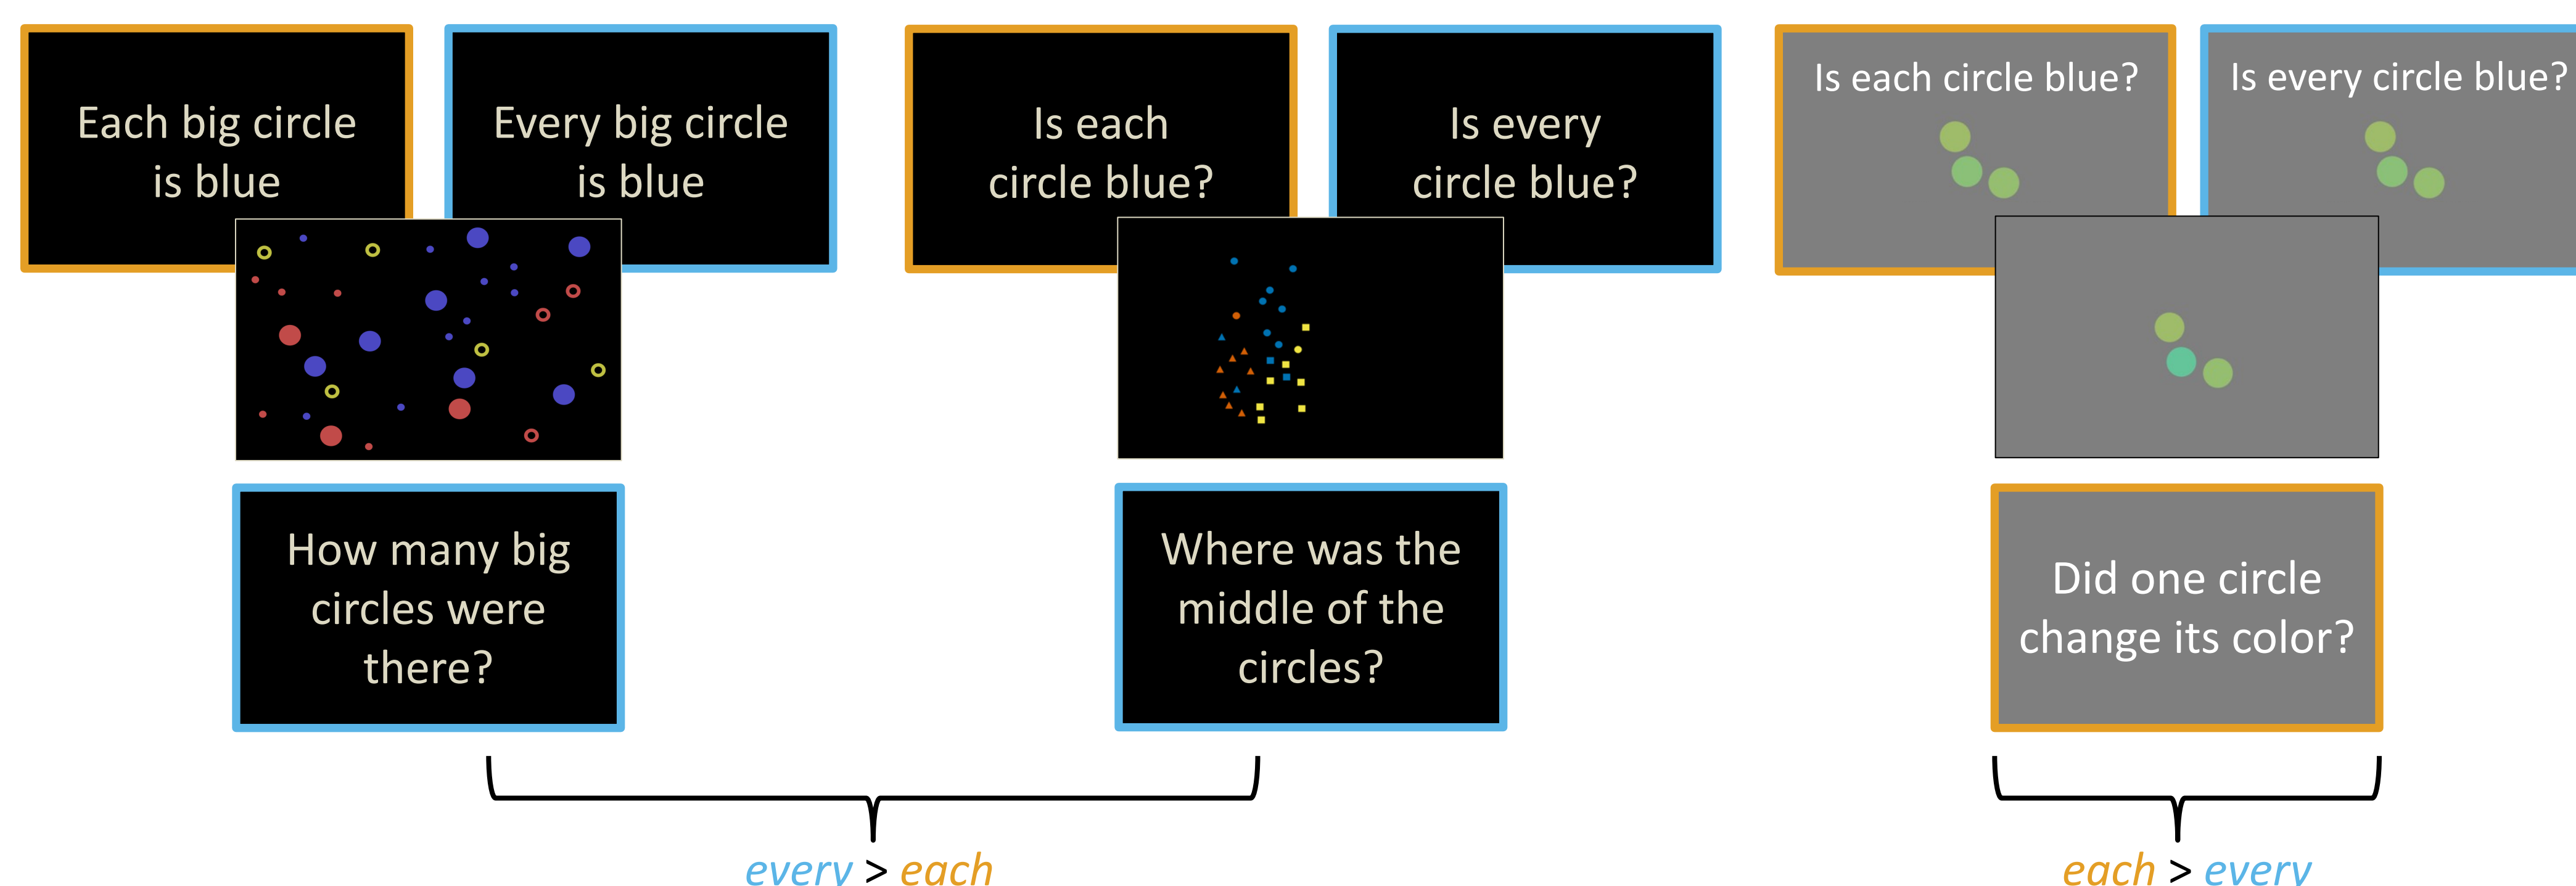 Each big circle
is blue
Every big circle
is blue
How many big
circles were
there?
Is each
circle blue?
Is every
circle blue?
Where was the
middle of the
circles?
every > each
Is each circle blue?
Is every circle blue?
Did one circle
change its color?
each > every